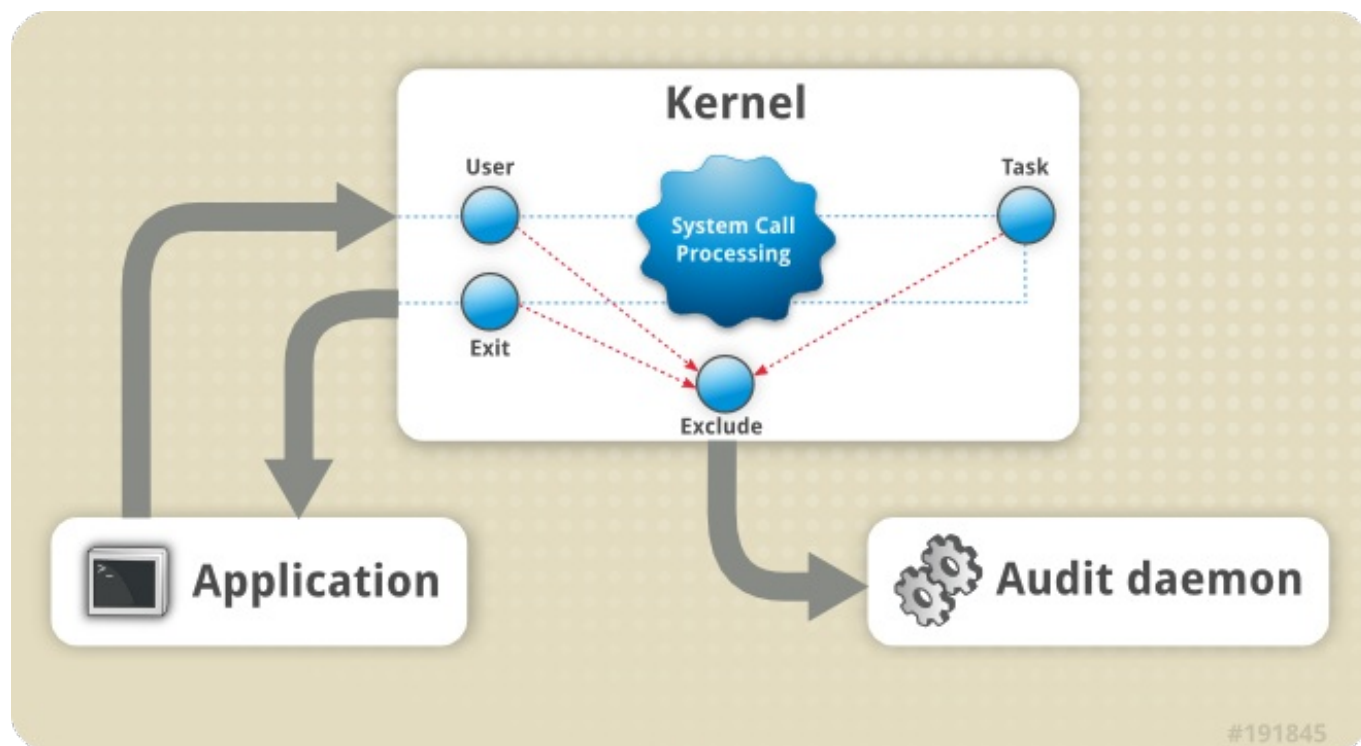 Kernel
User
Task
System Call
Processing
Exit
Exclude
>_
Application
Audit daemon
#191845